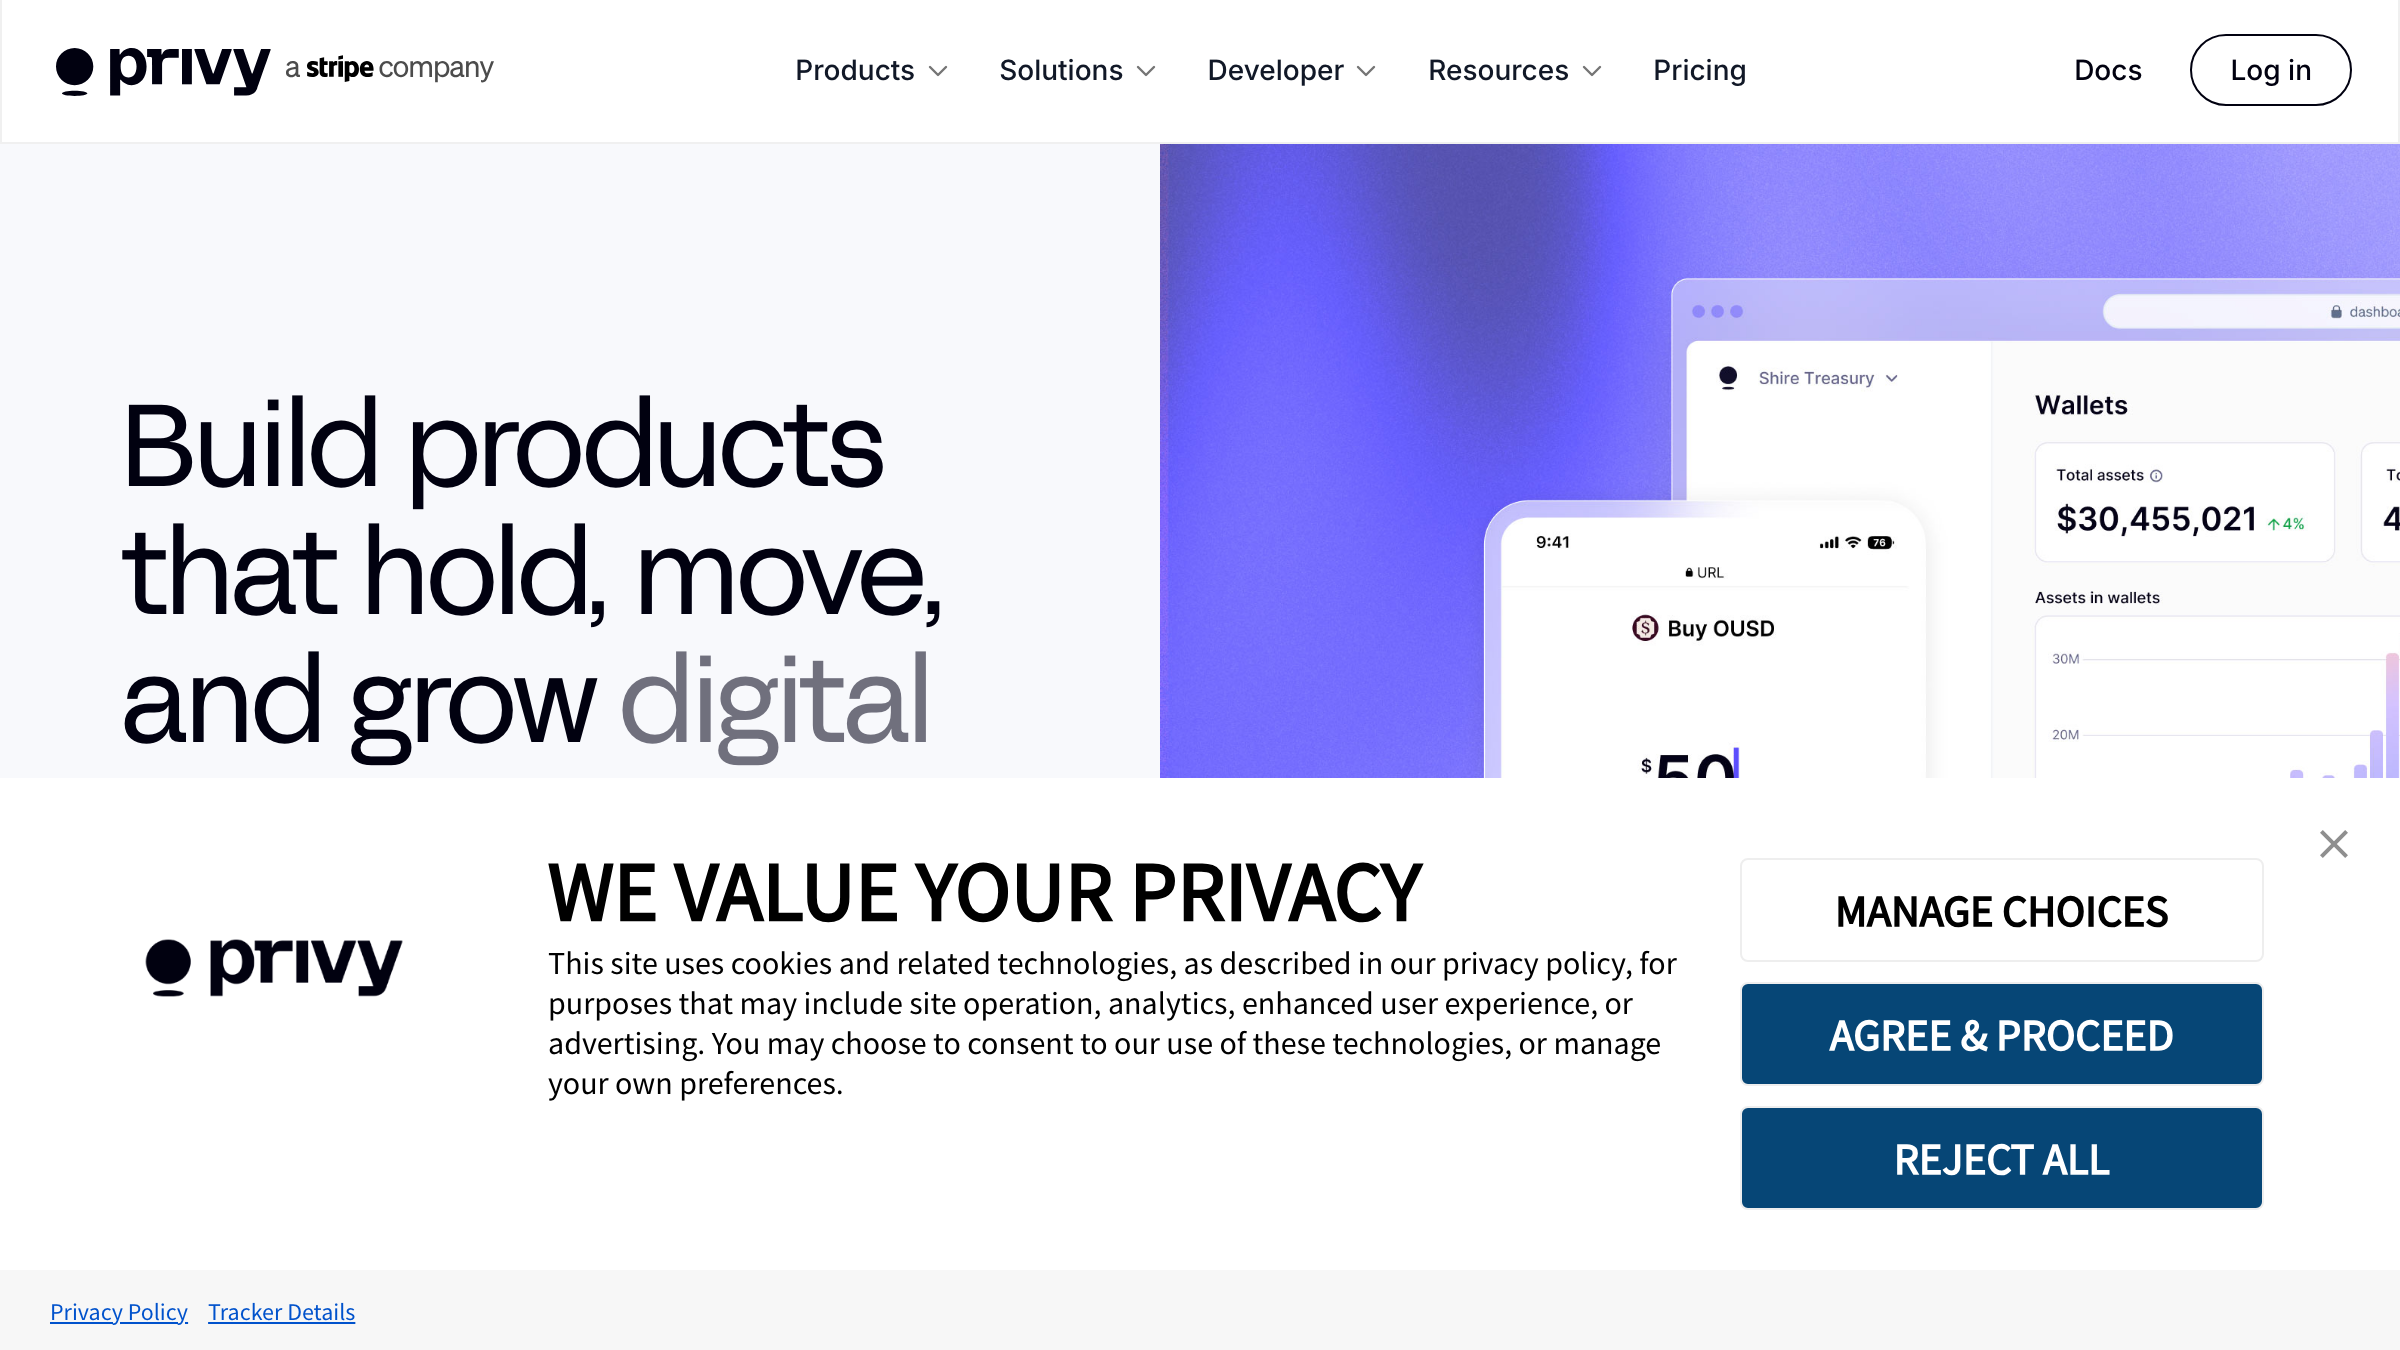 privy a stripe company
Products
Solutions
Developer
Resources
Pricing
Docs
Log in
Build products
that hold, move,
and grow digital
Shire Treasury
Wallets
Total assets
$30,455,021 4%
Assets in wallets
30M
20M
9:41
76
URL
Buy OUSD
$50
privy
WE VALUE YOUR PRIVACY
This site uses cookies and related technologies, as described in our privacy policy, for
purposes that may include site operation, analytics, enhanced user experience, or
advertising. You may choose to consent to our use of these technologies, or manage
your own preferences.
MANAGE CHOICES
AGREE & PROCEED
REJECT ALL
Privacy Policy
Tracker Details